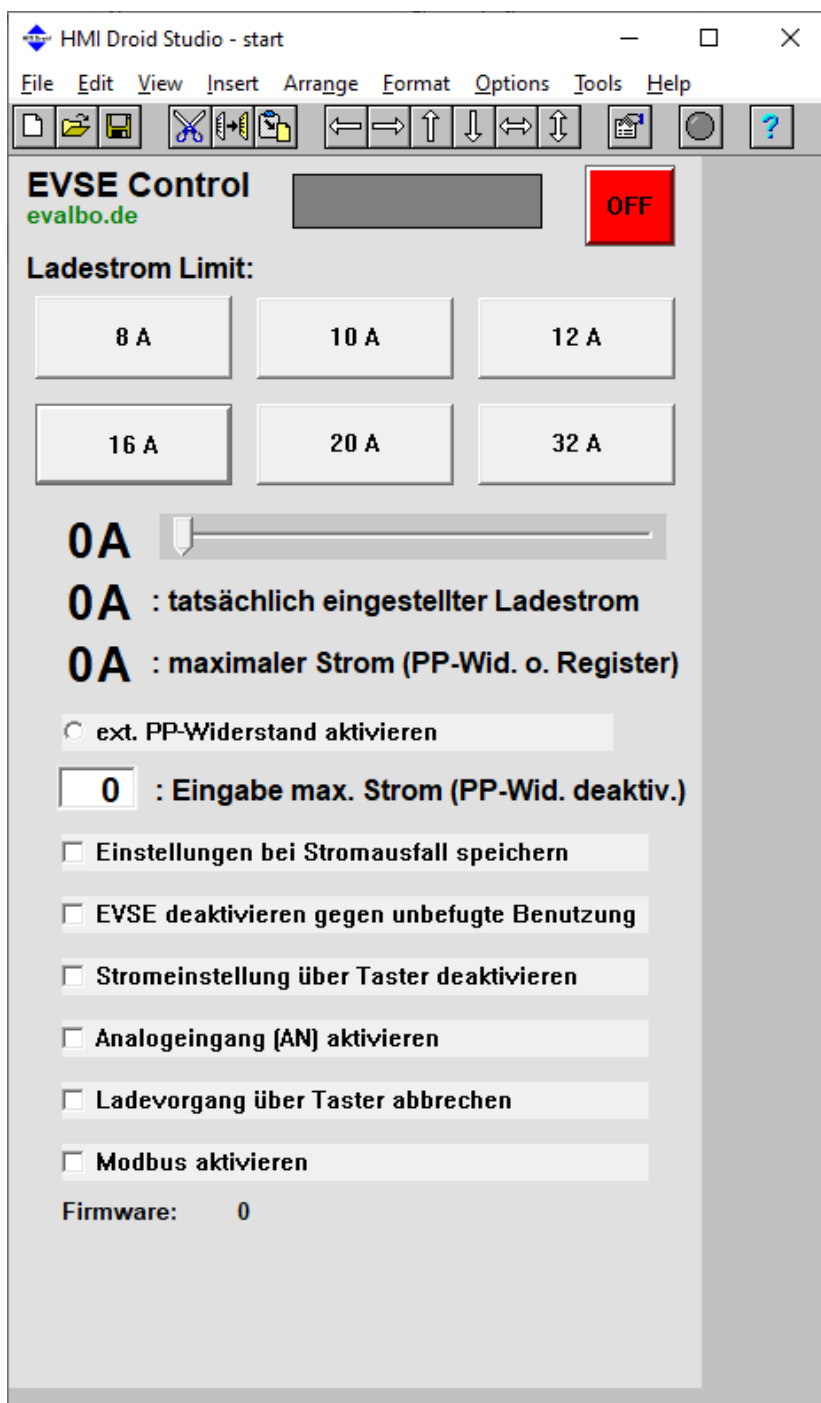 HMI Droid Studio - start
File Edit View Insert Arrange Format Options Tools Help
EVSE Control
evalbo.de
OFF
Ladestrom Limit:
8 A 10 A 12 A
16 A 20 A 32 A
0A
0A : tatsächlich eingestellter Ladestrom
0A : maximaler Strom (PP-Wid. o. Register)
ext. PP-Widerstand aktivieren
0 : Eingabe max. Strom (PP-Wid. deaktiv.)
Einstellungen bei Stromausfall speichern
EVSE deaktivieren gegen unbefugte Benutzung
Stromeinstellung über Taster deaktivieren
Analogeingang (AN) aktivieren
Ladevorgang über Taster abbrechen
Modbus aktivieren
Firmware: 0